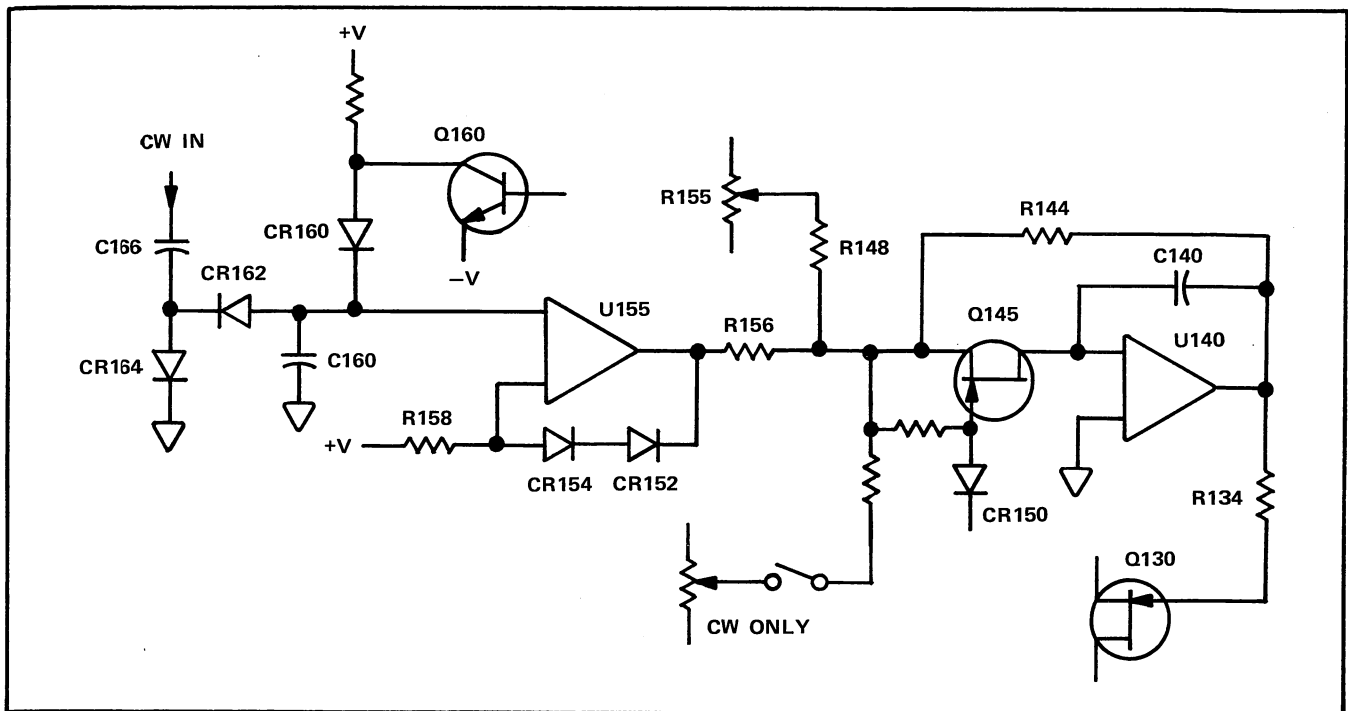 +V
Q160
CW IN
R155
R144
C166
CR160
R148
C140
CR162
–V
U155
R156
Q145
U140
CR164
C160
R158
+V
CR154
CR152
CR150
R134
Q130
CW ONLY